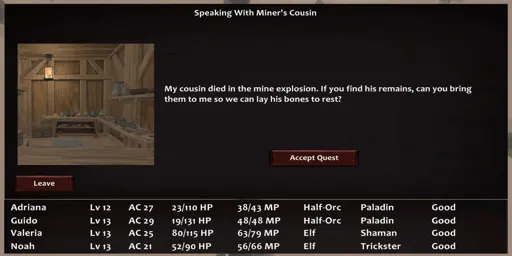 Speaking With Miner's Cousin
My cousin died in the mine explosion. If you find his remains, can you bring
them to me so we can lay his bones to rest?
Accept Quest
Leave
Adriana Lv 12 AC 27 23/110 HP 38/43 MP Half-Orc Paladin Good
Guido Lv 13 AC 29 19/131 HP 48/48 MP Half-Orc Paladin Good
Valeria Lv 13 AC 25 80/115 HP 63/79 MP Elf Shaman Good
Noah Lv 13 AC 21 52/90 HP 56/66 MP Elf Trickster Good